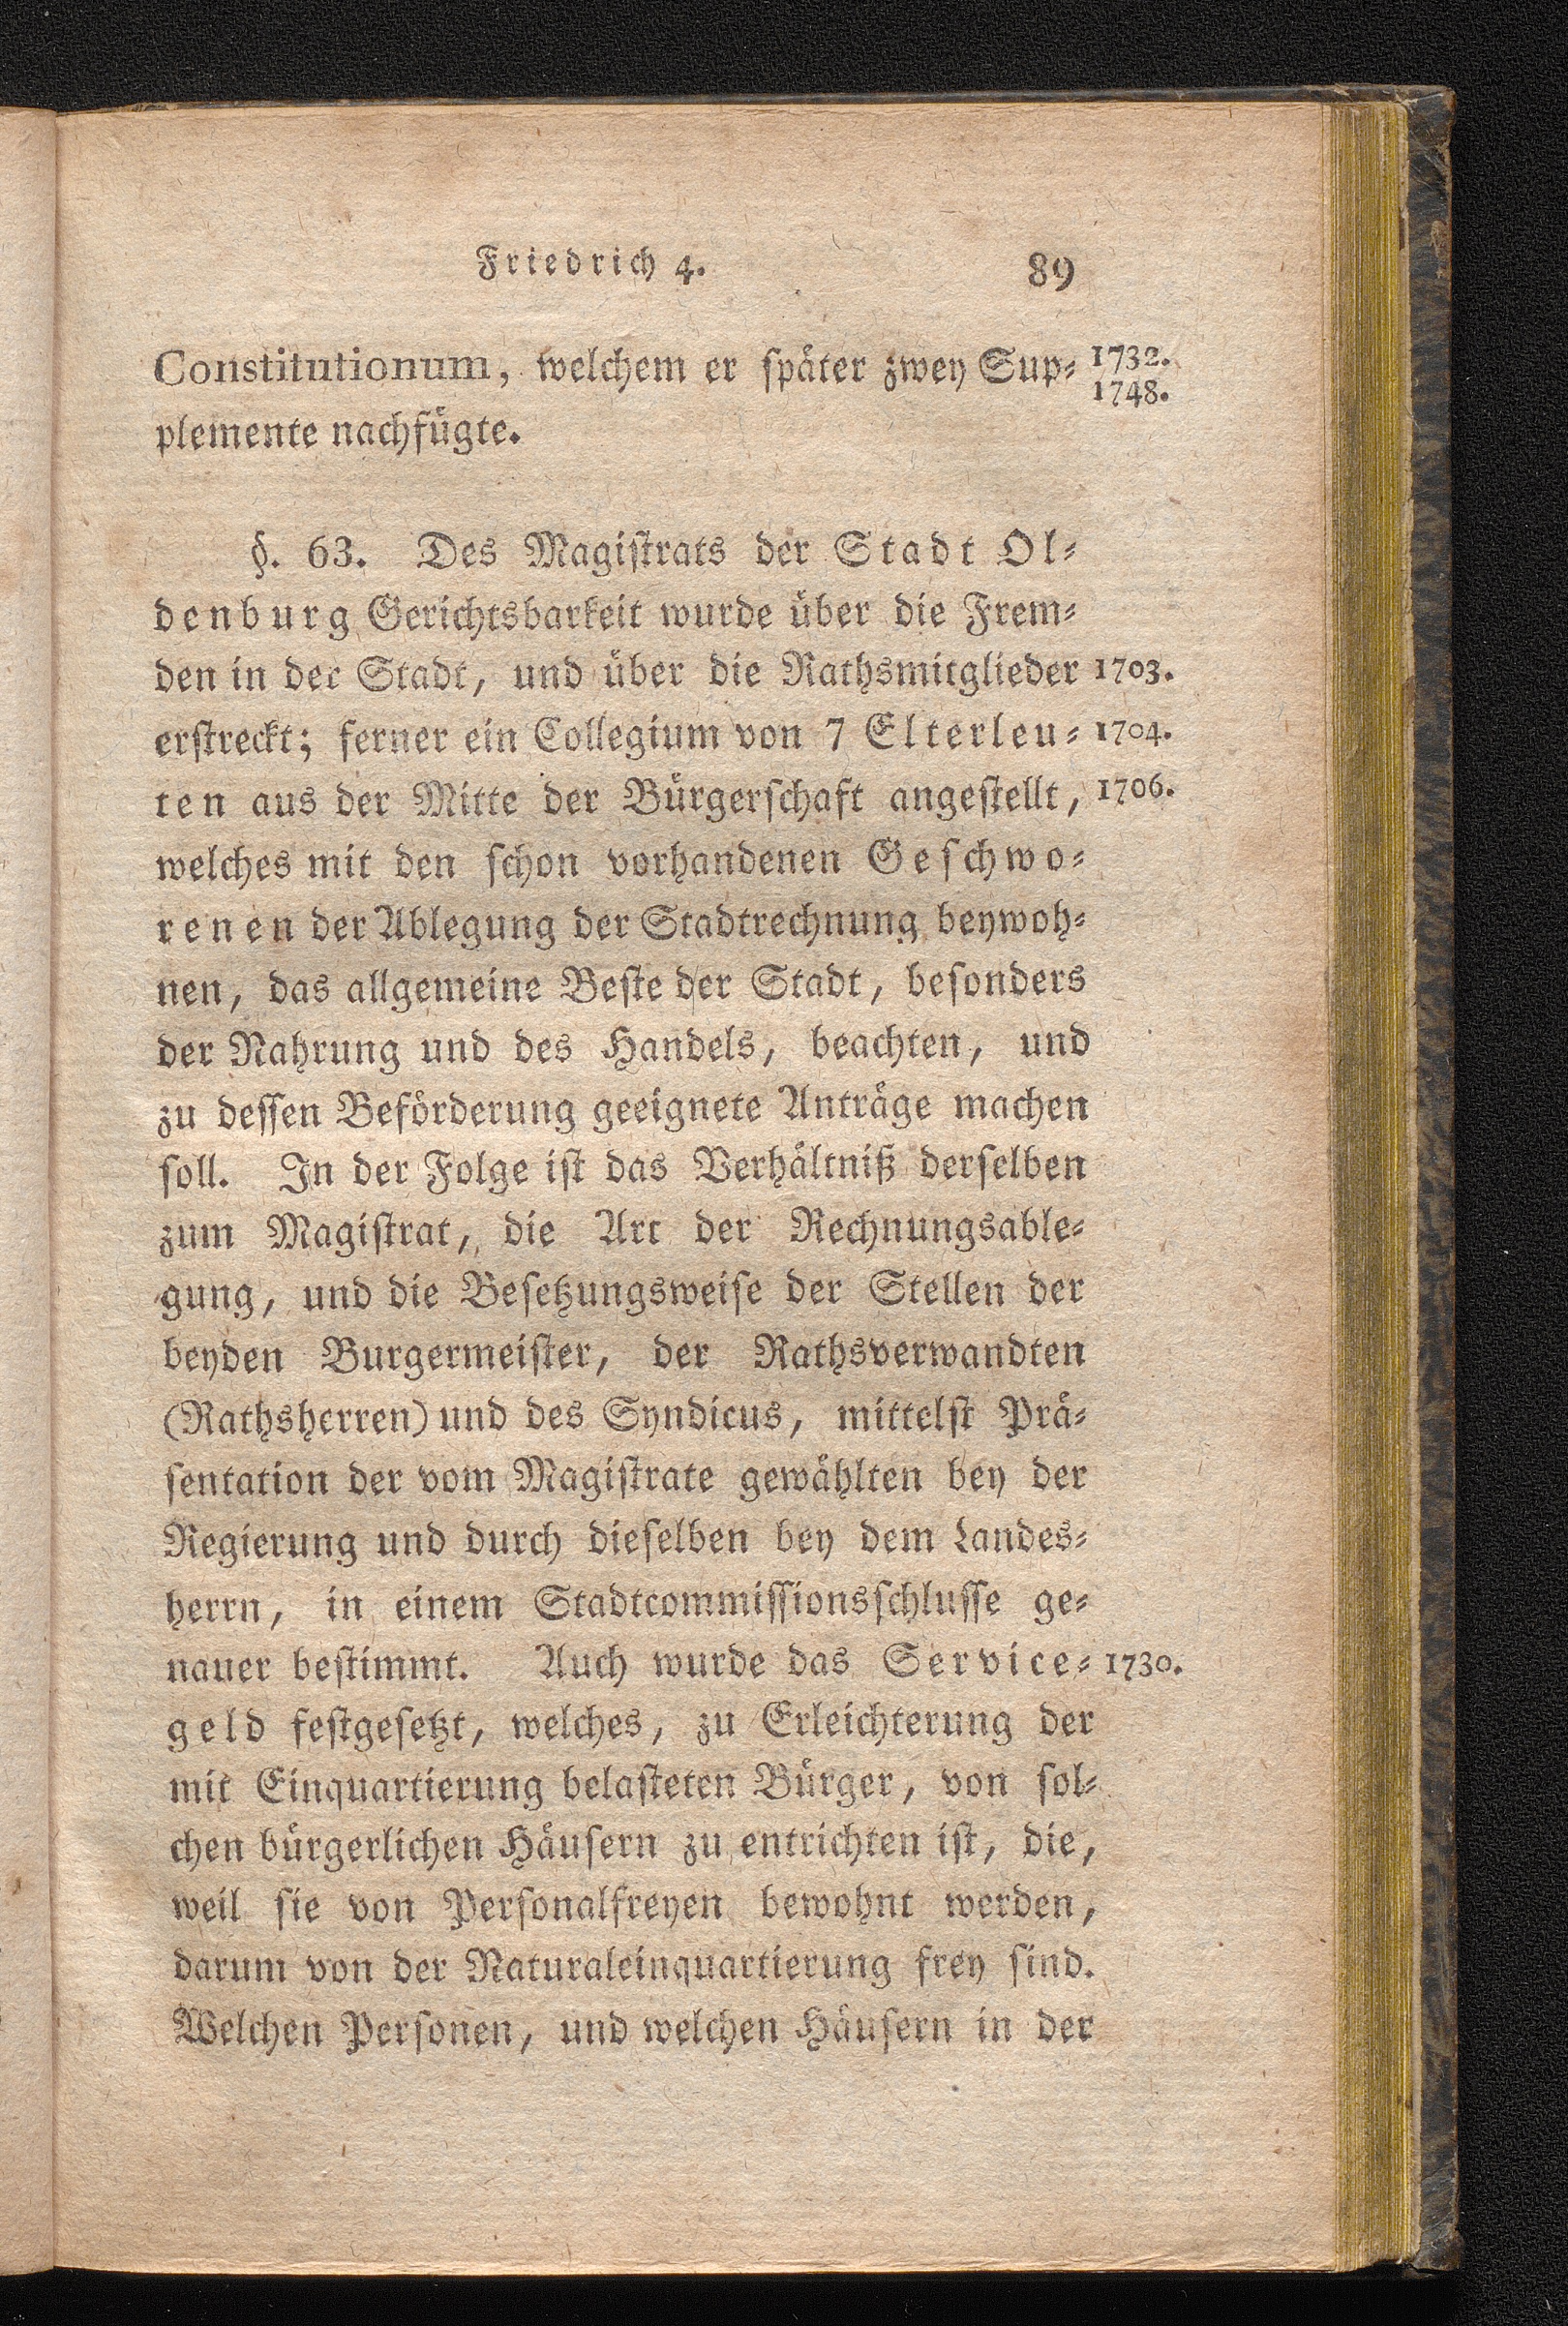 Friedrich 4. 89
Constitutionum, welchem er später zwey Sup- 1732.
1748.
plemente nachfügte.
§. 63. Des Magistrats der Stadt Ol-
denburg Gerichtsbarkeit wurde über die Frem-
den in der Stadt, und über die Rathsmitglieder 1703.
erstreckt; ferner ein Collegium von 7 Elterleu- 1704.
ten aus der Mitte der Bürgerschaft angestellt, 1706.
welches mit den schon vorhandenen Geschwo-
renen der Ablegung der Stadtrechnung beywoh-
nen, das allgemeine Beste der Stadt, besonders
der Nahrung und des Handels, beachten, und
zu dessen Beförderung geeignete Anträge machen
soll. In der Folge ist das Verhältniß derselben
zum Magistrat, die Art der Rechnungsable-
gung, und die Besetzungsweise der Stellen der
beyden Burgermeister, der Rathsverwandten
(Rathsherren) und des Syndicus, mittelst Prä-
sentation der vom Magistrate gewählten bey der
Regierung und durch dieselben bey dem Landes-
herrn, in einem Stadtcommissionsschlusse ge-
nauer bestimmt. Auch wurde das Service- 1730.
geld festgesetzt, welches, zu Erleichterung der
mit Einquartierung belasteten Bürger, von sol-
chen bürgerlichen Häusern zu entrichten ist, die,
weil sie von Personalfreyen bewohnt werden,
darum von der Naturaleinquartierung frey sind.
Welchen Personen, und welchen Häusern in der